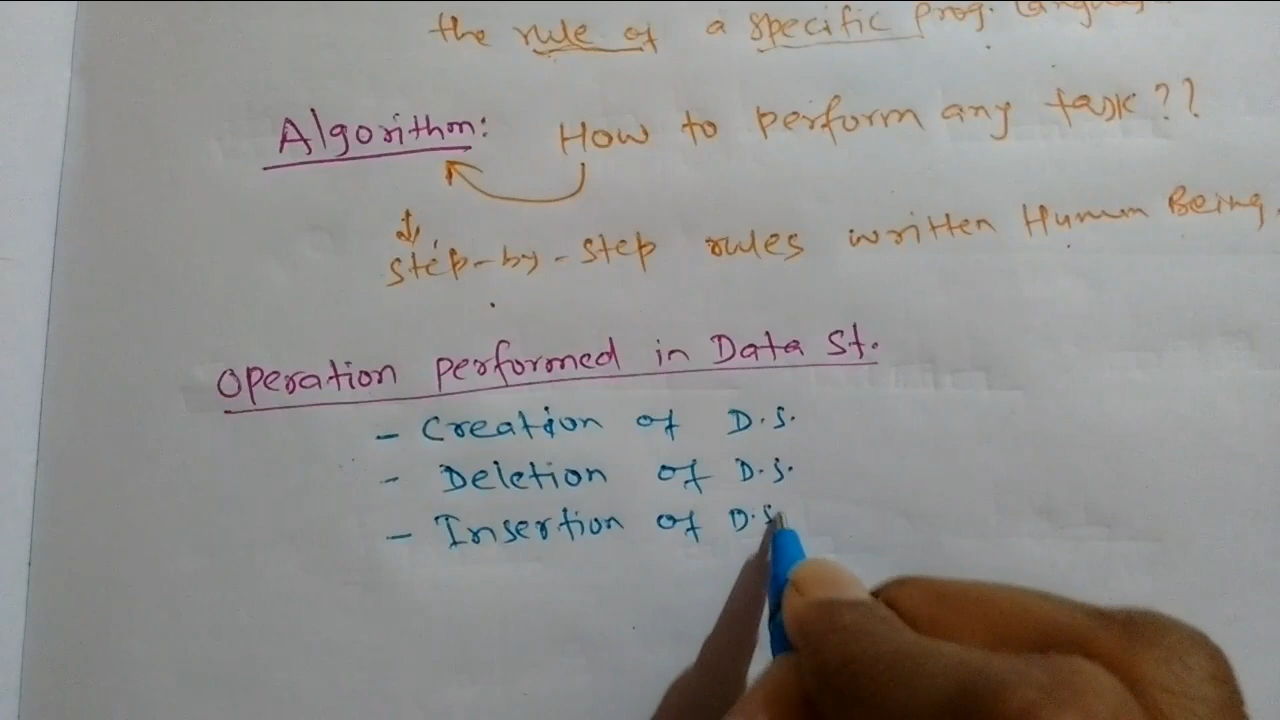 the rule of a specific prog. Language
Algorithm: How to perform any task??
step-by-step rules written Human Being.
Operation performed in Data St.
- Creation of D.S.
- Deletion of D.S.
- Insertion of D.S